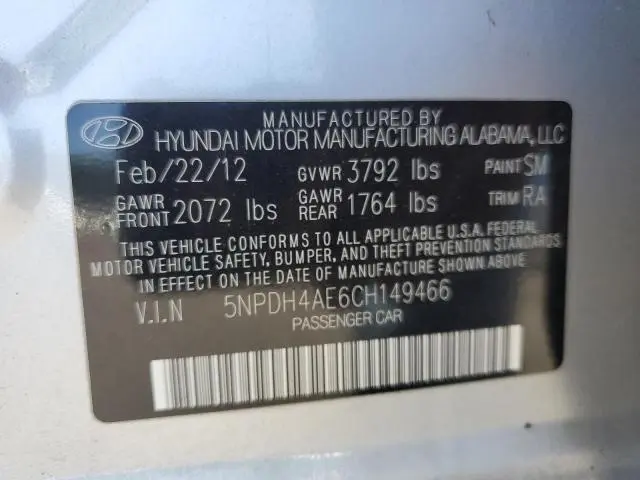 MANUFACTURED BY
HYUNDAI MOTOR MANUFACTURING ALABAMA, LLC
Feb/22/12 GVWR 3792 lbs PAINT SM
GAWR FRONT 2072 lbs GAWR REAR 1764 lbs TRIM RA
THIS VEHICLE CONFORMS TO ALL APPLICABLE U.S.A. FEDERAL
MOTOR VEHICLE SAFETY, BUMPER, AND THEFT PREVENTION STANDARDS
IN EFFECT ON THE DATE OF MANUFACTURE SHOWN ABOVE.
V.I.N 5NPDH4AE6CH149466
PASSENGER CAR